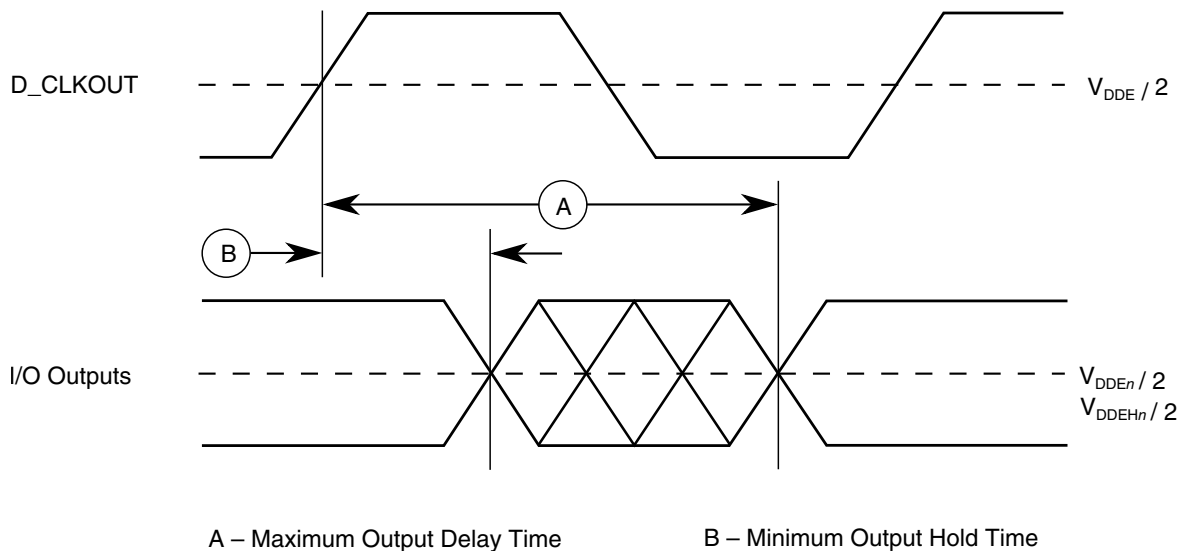 D_CLKOUT
VDDE / 2
A
B
I/O Outputs
VDDEn / 2
VDDEHn / 2
A – Maximum Output Delay Time
B – Minimum Output Hold Time